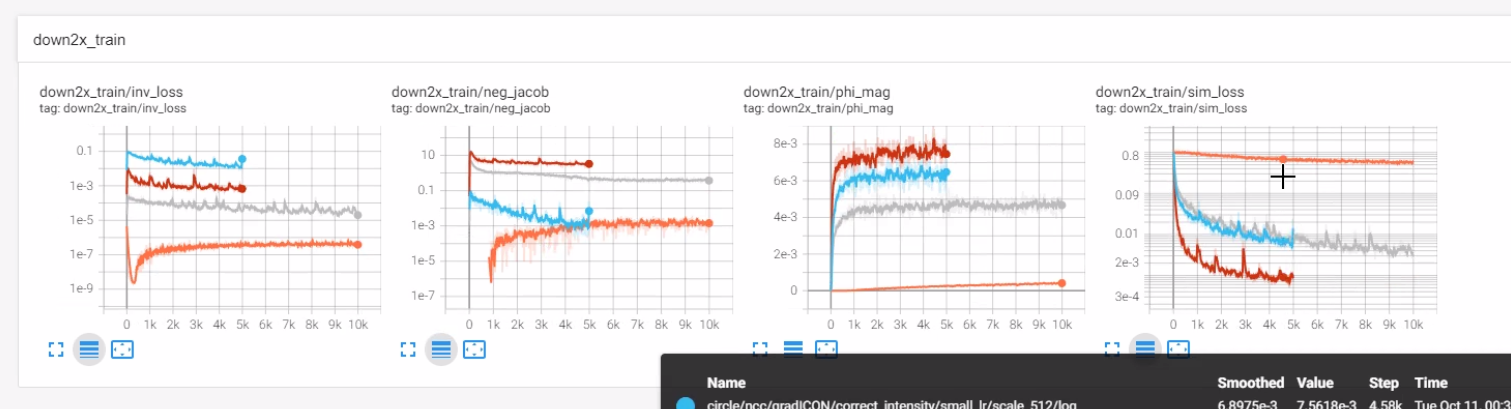 down2x_train
down2x_train/inv_loss
tag: down2x_train/inv_loss
0.1
1e-3
1e-5
1e-7
1e-9
0 1k 2k 3k 4k 5k 6k 7k 8k 9k 10k
down2x_train/neg_jacob
tag: down2x_train/neg_jacob
10
0.1
1e-3
1e-5
1e-7
0 1k 2k 3k 4k 5k 6k 7k 8k 9k 10k
down2x_train/phi_mag
tag: down2x_train/phi_mag
8e-3
6e-3
4e-3
2e-3
0
0 1k 2k 3k 4k 5k 6k 7k 8k 9k 10k
down2x_train/sim_loss
tag: down2x_train/sim_loss
0.8
0.09
0.01
2e-3
3e-4
0 1k 2k 3k 4k 5k 6k 7k 8k 9k 10k
Name Smoothed Value Step Time
circle/ncc/gradICON/correct_intensity/small_lr/scale_512/log 6.8975e-3 7.5618e-3 4.58k Tue Oct 11, 00:3